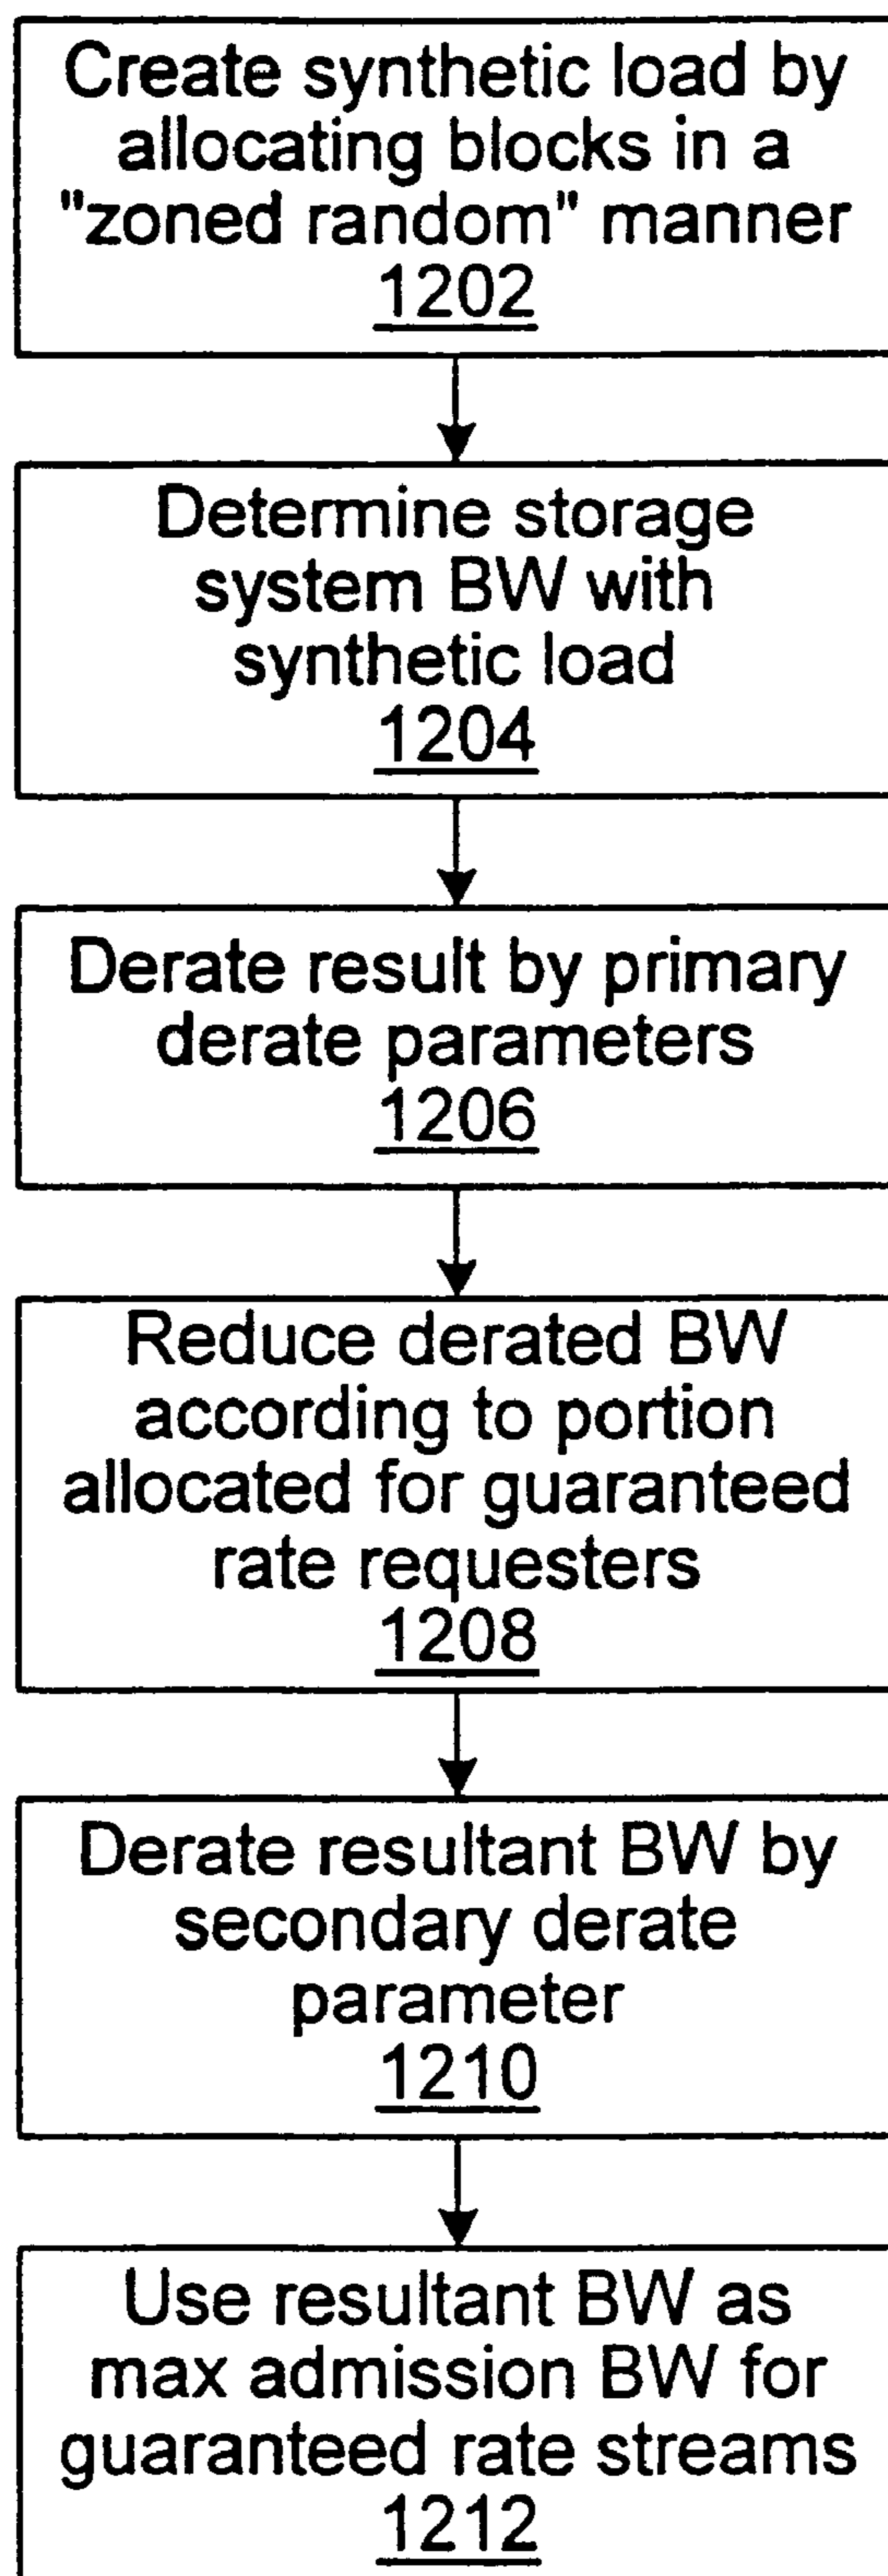 Create synthetic load by
allocating blocks in a
"zoned random" manner
1202
Determine storage
system BW with
synthetic load
1204
Derate result by primary
derate parameters
1206
Reduce derated BW
according to portion
allocated for guaranteed
rate requesters
1208
Derate resultant BW by
secondary derate
parameter
1210
Use resultant BW as
max admission BW for
guaranteed rate streams
1212